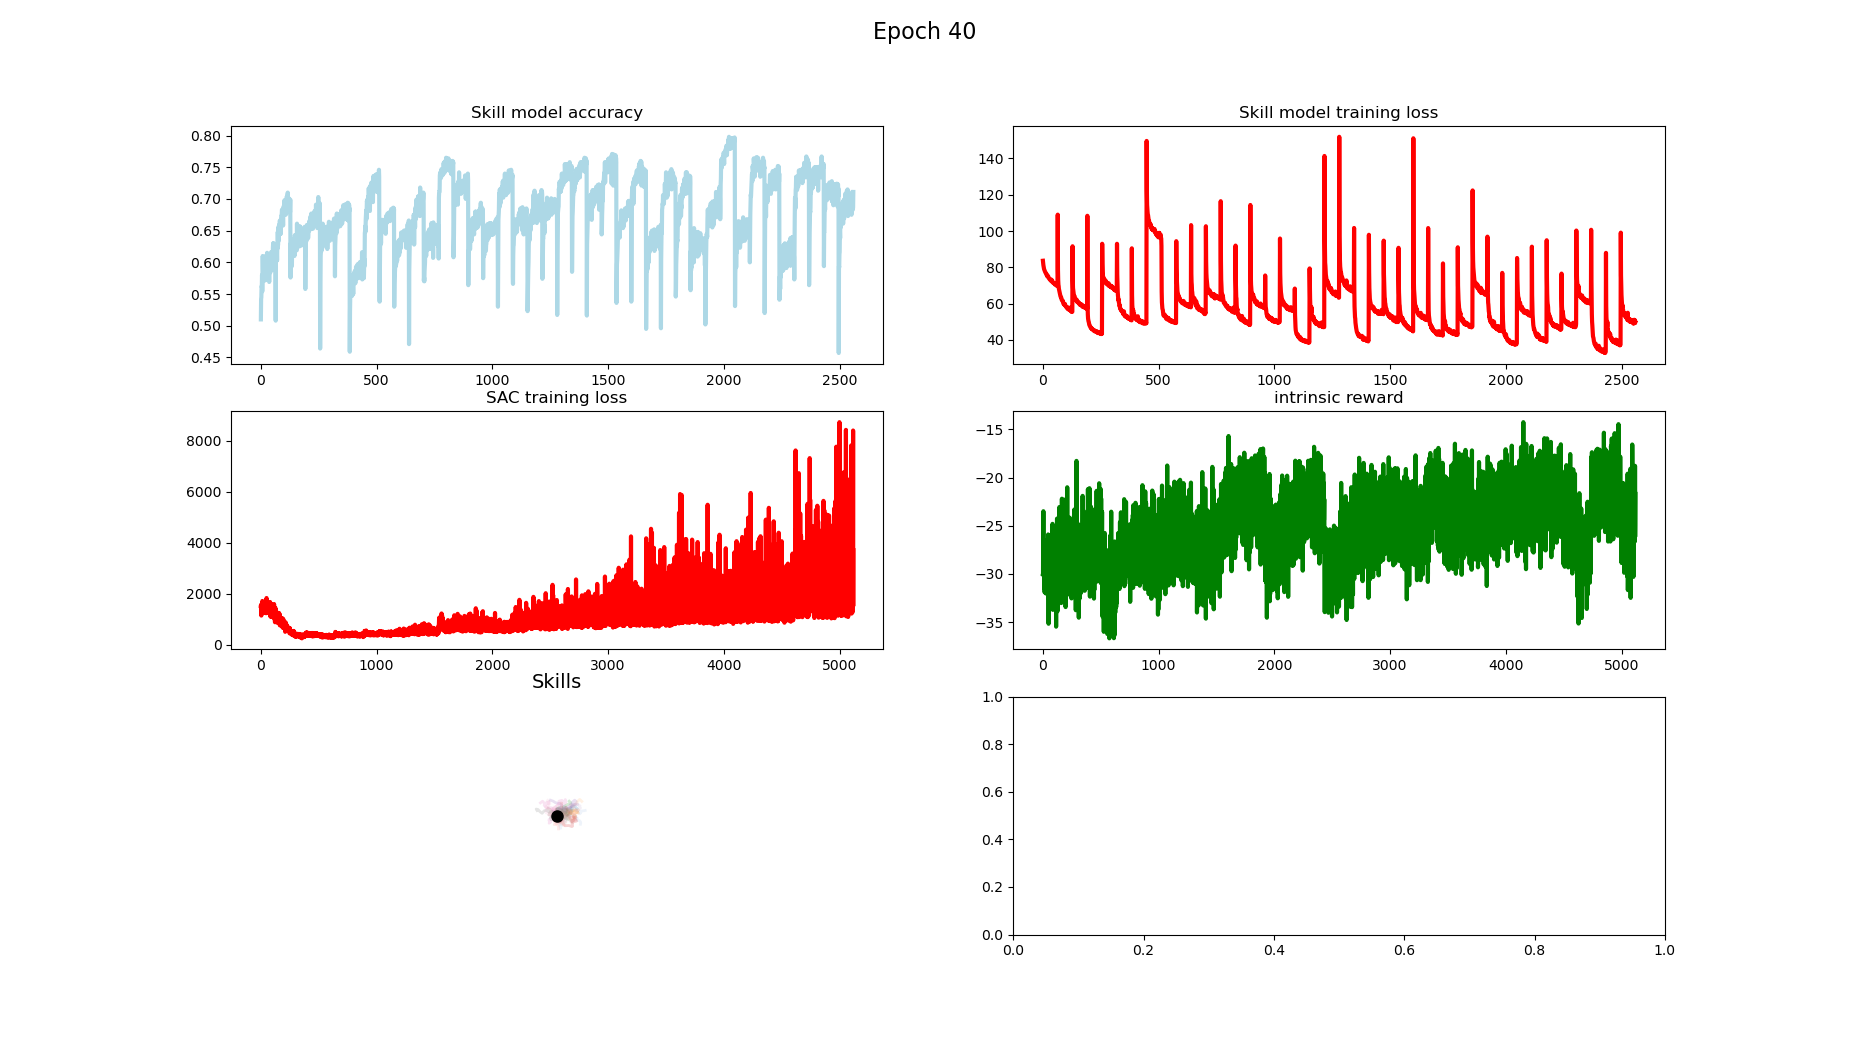 Epoch 40
Skill model accuracy
0.80
0.75
0.70
0.65
0.60
0.55
0.50
0.45
0 500 1000 1500 2000 2500
Skill model training loss
140
120
100
80
60
40
0 500 1000 1500 2000 2500
SAC training loss
8000
6000
4000
2000
0
0 1000 2000 3000 4000 5000
intrinsic reward
−15
−20
−25
−30
−35
0 1000 2000 3000 4000 5000
Skills
1.0
0.8
0.6
0.4
0.2
0.0
0.0 0.2 0.4 0.6 0.8 1.0